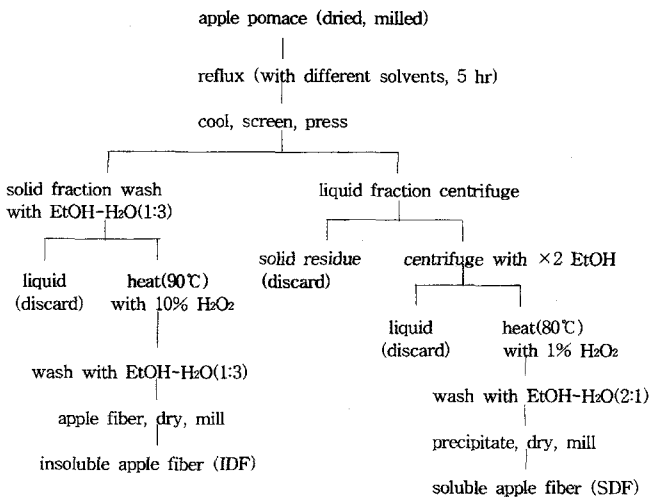 apple pomace (dried, milled)
reflux (with different solvents, 5 hr)
cool, screen, press
solid fraction wash
with EtOH-H₂O(1:3)
liquid fraction centrifuge
liquid
(discard)
heat(90℃)
with 10% H₂O₂
solid residue
(discard)
centrifuge with ×2 EtOH
liquid
(discard)
heat(80℃)
with 1% H₂O₂
wash with EtOH-H₂O(1:3)
apple fiber, dry, mill
insoluble apple fiber (IDF)
wash with EtOH-H₂O(2:1)
precipitate, dry, mill
soluble apple fiber (SDF)